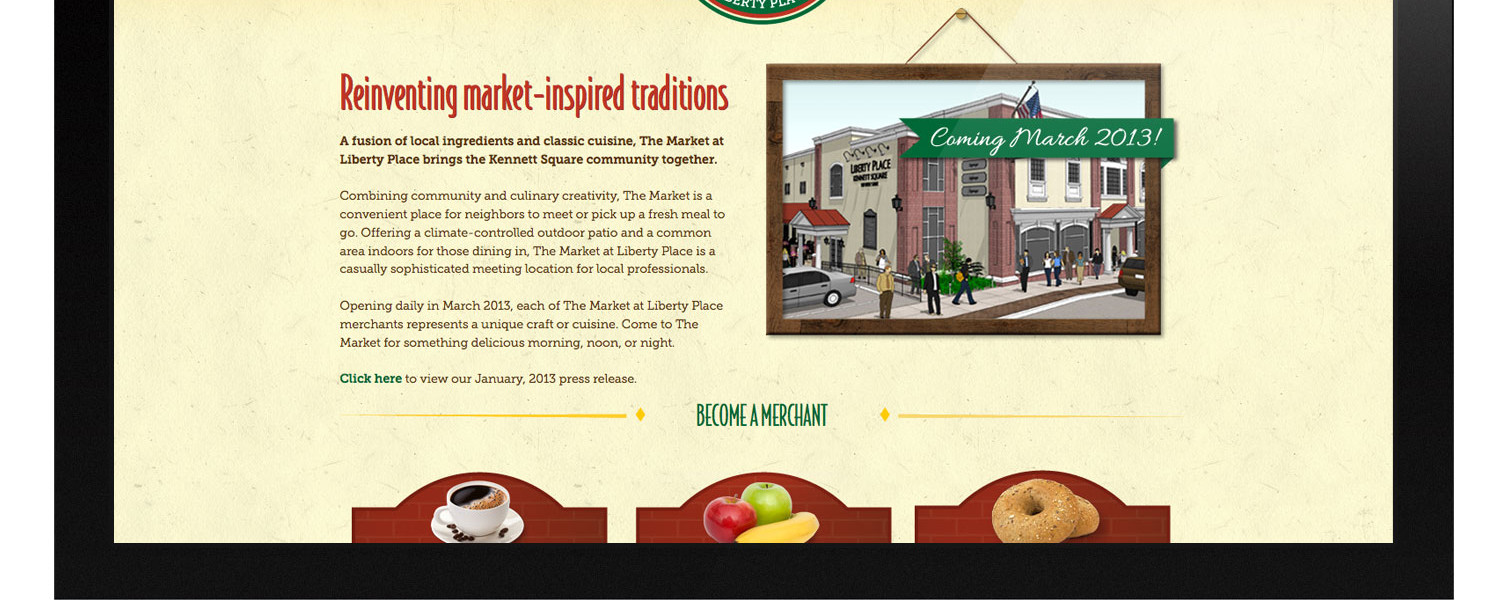 LIBERTY PLA
Reinventing market-inspired traditions
A fusion of local ingredients and classic cuisine, The Market at
Liberty Place brings the Kennett Square community together.
Combining community and culinary creativity, The Market is a
convenient place for neighbors to meet or pick up a fresh meal to
go. Offering a climate-controlled outdoor patio and a common
area indoors for those dining in, The Market at Liberty Place is a
casually sophisticated meeting location for local professionals.
Opening daily in March 2013, each of The Market at Liberty Place
merchants represents a unique craft or cuisine. Come to The
Market for something delicious morning, noon, or night.
Click here to view our January, 2013 press release.
Coming March 2013!
LIBERTY PLACE
KENNETT SQUARE
BECOME A MERCHANT